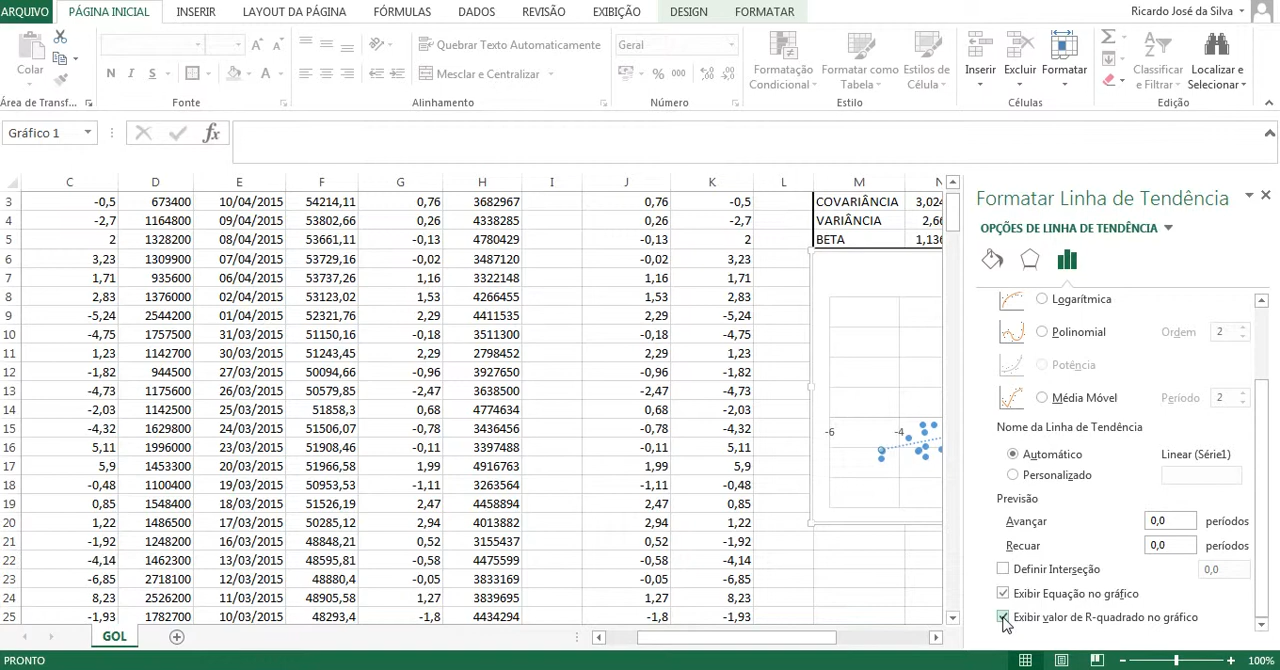 ARQUIVO PÁGINA INICIAL INSERIR LAYOUT DA PÁGINA FÓRMULAS DADOS REVISÃO EXIBIÇÃO DESIGN FORMATAR Ricardo José da Silva
Colar
N I S A
Quebrar Texto Automaticamente
Mesclar e Centralizar
Geral
% 000
Formatação Condicional
Formatar como Tabela
Estilos de Célula
Inserir Excluir Formatar
Classificar e Filtrar
Localizar e Selecionar
Área de Transf... Fonte Alinhamento Número Estilo Células Edição
Gráfico 1 fx
C D E F G H I J K L M N
3 -0,5 673400 10/04/2015 54214,11 0,76 3682967 0,76 -0,5 COVARIÂNCIA 3,024
4 -2,7 1164800 09/04/2015 53802,66 0,26 4338285 0,26 -2,7 VARIÂNCIA 2,66
5 2 1328200 08/04/2015 53661,11 -0,13 4780429 -0,13 2 BETA 1,136
6 3,23 1309900 07/04/2015 53729,16 -0,02 3487120 -0,02 3,23
7 1,71 935600 06/04/2015 53737,26 1,16 3322148 1,16 1,71
8 2,83 1376000 02/04/2015 53123,02 1,53 4266455 1,53 2,83
9 -5,24 2544200 01/04/2015 52321,76 2,29 4411535 2,29 -5,24
10 -4,75 1757500 31/03/2015 51150,16 -0,18 3511300 -0,18 -4,75
11 1,23 1142700 30/03/2015 51243,45 2,29 2798452 2,29 1,23
12 -1,82 944500 27/03/2015 50094,66 -0,96 3927650 -0,96 -1,82
13 -4,73 1175600 26/03/2015 50579,85 -2,47 3638500 -2,47 -4,73
14 -2,03 1142500 25/03/2015 51858,3 0,68 4774634 0,68 -2,03
15 -4,32 1629800 24/03/2015 51506,07 -0,78 3436456 -0,78 -4,32
16 5,11 1996000 23/03/2015 51908,46 -0,11 3397488 -0,11 5,11
17 5,9 1453300 20/03/2015 51966,58 1,99 4916763 1,99 5,9
18 -0,48 1100400 19/03/2015 50953,53 -1,11 3263564 -1,11 -0,48
19 0,85 1548400 18/03/2015 51526,19 2,47 4458894 2,47 0,85
20 1,22 1486500 17/03/2015 50285,12 2,94 4013882 2,94 1,22
21 -1,92 1248200 16/03/2015 48848,21 0,52 3155437 0,52 -1,92
22 -4,14 1461600 13/03/2015 48595,81 -0,58 4475599 -0,58 -4,14
23 -6,85 2718100 12/03/2015 48880,4 -0,05 3833169 -0,05 -6,85
24 8,23 2526200 11/03/2015 48905,58 1,27 3839695 1,27 8,23
25 -1,93 1782700 10/03/2015 48293,4 -1,8 4434294 -1,8 -1,93
-6 -4
Formatar Linha de Tendência
OPÇÕES DE LINHA DE TENDÊNCIA
Logarítmica
Polinomial Ordem 2
Potência
Média Móvel Período 2
Nome da Linha de Tendência
Automático Linear (Série1)
Personalizado
Previsão
Avançar 0,0 períodos
Recuar 0,0 períodos
Definir Interseção 0,0
Exibir Equação no gráfico
Exibir valor de R-quadrado no gráfico
GOL
PRONTO 100%